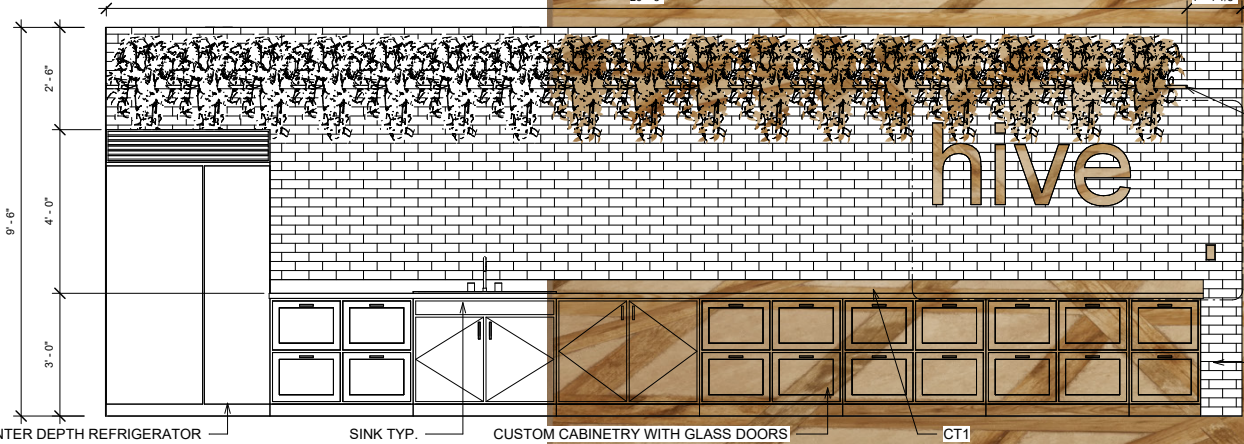 2' - 6"
hive
4' - 0"
9' - 6"
3' - 0"
NTER DEPTH REFRIGERATOR
SINK TYP.
CUSTOM CABINETRY WITH GLASS DOORS
CT1